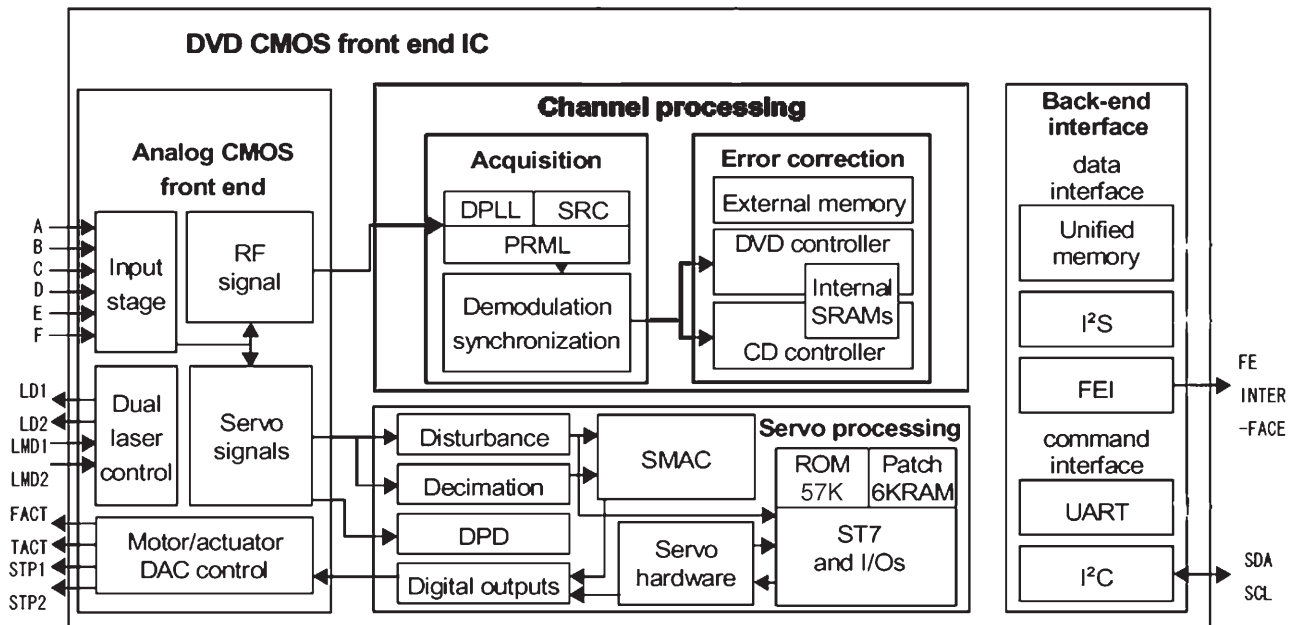 DVD CMOS front end IC
Analog CMOS
front end
A
B
C
D
E
F
Input
stage
RF
signal
LD1
LD2
LMD1
LMD2
Dual
laser
control
Servo
signals
FACT
TACT
STP1
STP2
Motor/actuator
DAC control
Channel processing
Acquisition
DPLL
SRC
PRML
Demodulation
synchronization
Error correction
External memory
DVD controller
Internal
SRAMs
CD controller
Servo processing
Disturbance
Decimation
DPD
Digital outputs
SMAC
Servo
hardware
ROM
57K
Patch
6KRAM
ST7
and I/Os
Back-end
interface
data
interface
Unified
memory
I²S
FEI
command
interface
UART
I²C
FE
INTER
-FACE
SDA
SCL